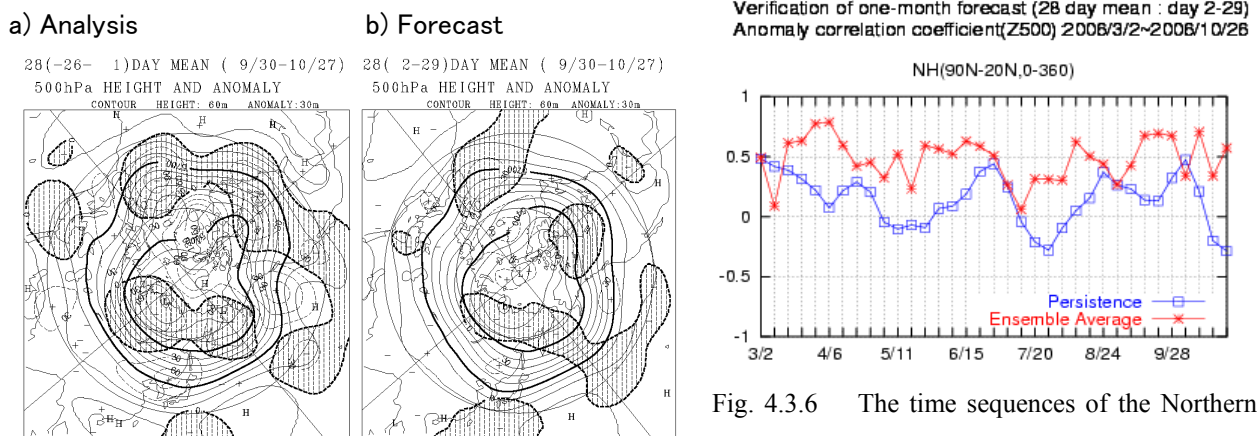 a) Analysis
b) Forecast
28(-26- 1)DAY MEAN ( 9/30-10/27)
500hPa HEIGHT AND ANOMALY
CONTOUR HEIGHT: 60m ANOMALY:30m
28( 2-29)DAY MEAN ( 9/30-10/27)
500hPa HEIGHT AND ANOMALY
CONTOUR HEIGHT: 60m ANOMALY:30m
Verification of one-month forecast (28 day mean : day 2-29)
Anomaly correlation coefficient(Z500) 2006/3/2~2006/10/26
NH(90N-20N,0-360)
1
0.5
0
-0.5
-1
Persistence
Ensemble Average
3/2 4/6 5/11 6/15 7/20 8/24 9/28
Fig. 4.3.6 The time sequences of the Northern